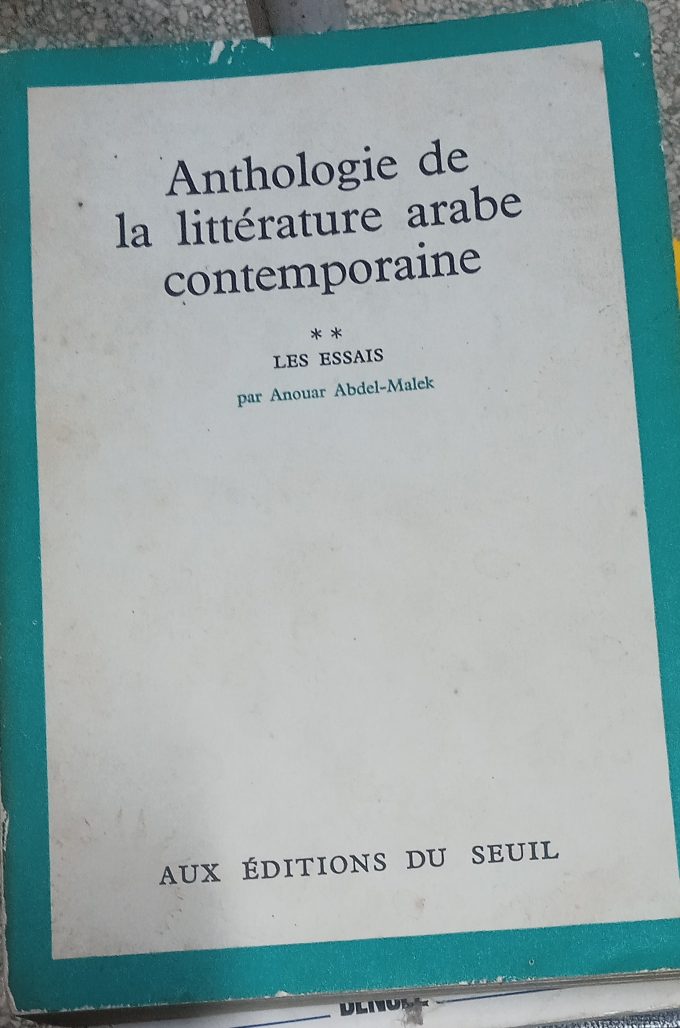 Anthologie de
la littérature arabe
contemporaine
**
LES ESSAIS
par Anouar Abdel-Malek
AUX ÉDITIONS DU SEUIL